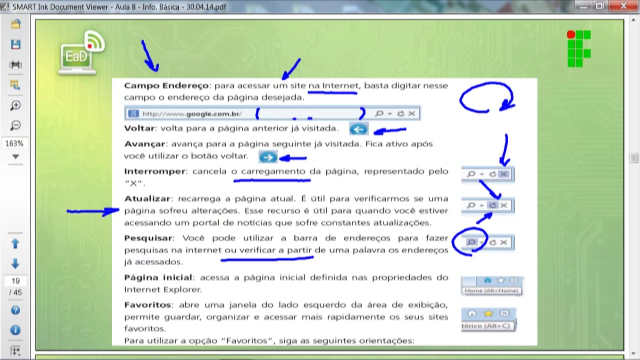 SMART Ink Document Viewer - Aula 8 - Info. Básica - 30.04.14.pdf
EaD
Campo Endereço: para acessar um site na Internet, basta digitar nesse
campo o endereço da página desejada.
http://www.google.com.br/
Voltar: volta para a página anterior já visitada.
Avançar: avança para a página seguinte já visitada. Fica ativo após
você utilizar o botão voltar.
Interromper: cancela o carregamento da página, representado pelo
"X".
Atualizar: recarrega a página atual. É útil para verificarmos se uma
página sofreu alterações. Esse recurso é útil para quando você estiver
acessando um portal de notícias que sofre constantes atualizações.
Pesquisar: Você pode utilizar a barra de endereços para fazer
pesquisas na internet ou verificar a partir de uma palavra os endereços
já acessados.
Página inicial: acessa a página inicial definida nas propriedades do
Internet Explorer.
Home (Alt+Home)
Favoritos: abre uma janela do lado esquerdo da área de exibição,
permite guardar, organizar e acessar mais rapidamente os seus sites
favoritos.
tórico (Alt+C)
Para utilizar a opção "Favoritos", siga as seguintes orientações:
163%
19
/ 45